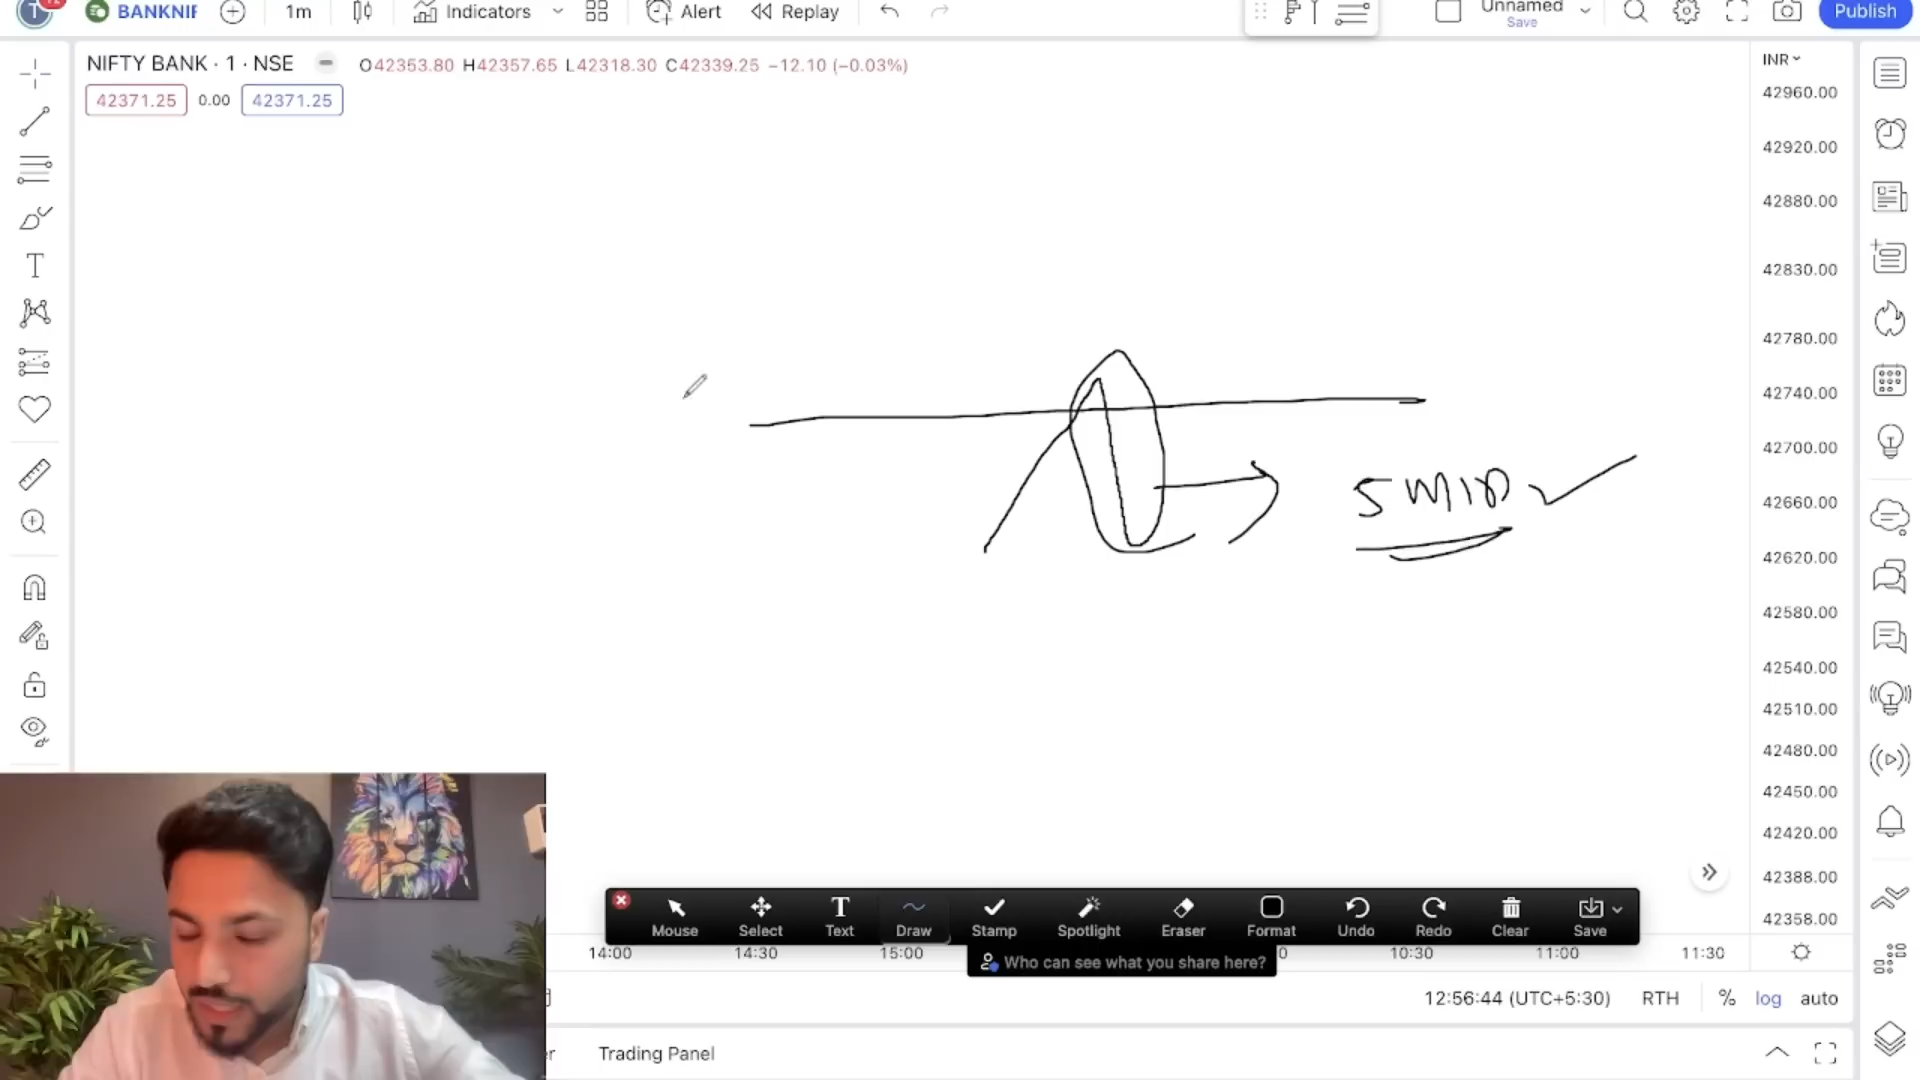 BANKNIF
1m
Indicators
Alert
Replay
Unnamed
Save
Publish
NIFTY BANK · 1 · NSE
O42353.80 H42357.65 L42318.30 C42339.25 −12.10 (−0.03%)
42371.25 0.00 42371.25
INR
42960.00
42920.00
42880.00
42830.00
42780.00
42740.00
42700.00
42660.00
42620.00
42580.00
42540.00
42510.00
42480.00
42450.00
42420.00
42388.00
42358.00
5 min
Mouse Select Text Draw Stamp Spotlight Eraser Format Undo Redo Clear Save
Who can see what you share here?
14:00 14:30 15:00 10:30 11:00 11:30
12:56:44 (UTC+5:30) RTH % log auto
Trading Panel